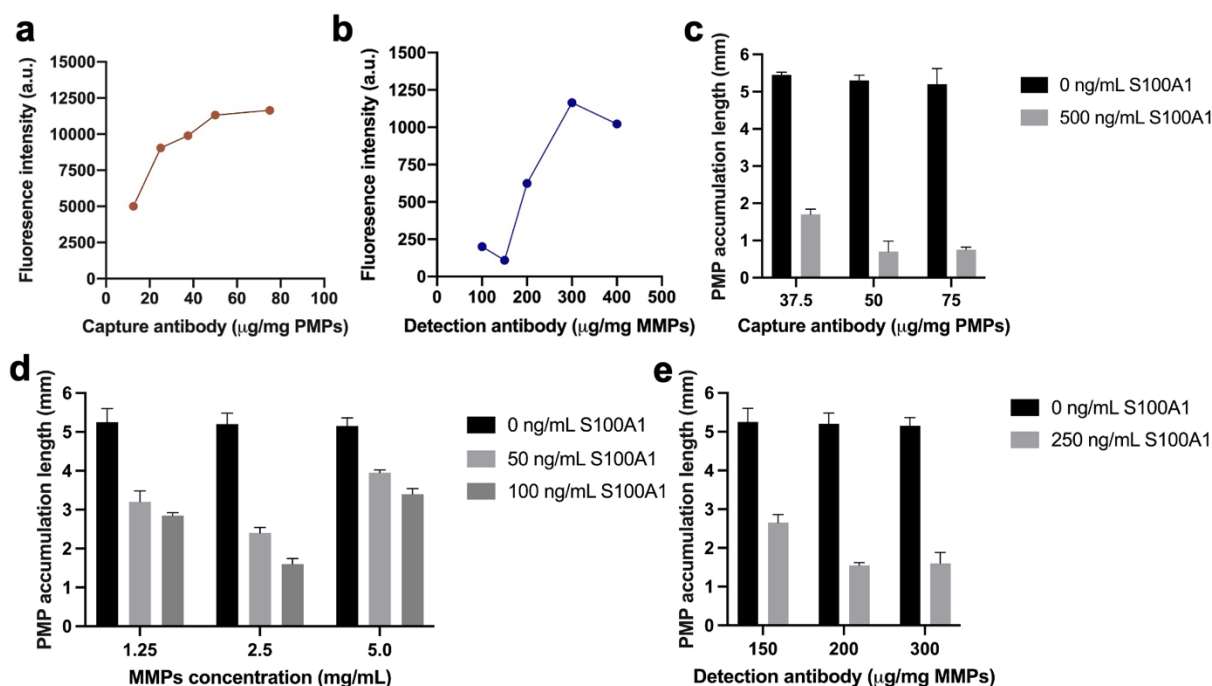 a
Fluoresence intensity (a.u.)
15000
12500
10000
7500
5000
2500
0
0 20 40 60 80 100
Capture antibody (μg/mg PMPs)
b
Fluoresence intensity (a.u.)
1500
1250
1000
750
500
250
0
0 100 200 300 400 500
Detection antibody (μg/mg MMPs)
c
PMP accumulation length (mm)
6
5
4
3
2
1
0
37.5 50 75
Capture antibody (μg/mg PMPs)
0 ng/mL S100A1
500 ng/mL S100A1
d
PMP accumulation length (mm)
6
5
4
3
2
1
0
1.25 2.5 5.0
MMPs concentration (mg/mL)
0 ng/mL S100A1
50 ng/mL S100A1
100 ng/mL S100A1
e
PMP accumulation length (mm)
6
5
4
3
2
1
0
150 200 300
Detection antibody (μg/mg MMPs)
0 ng/mL S100A1
250 ng/mL S100A1